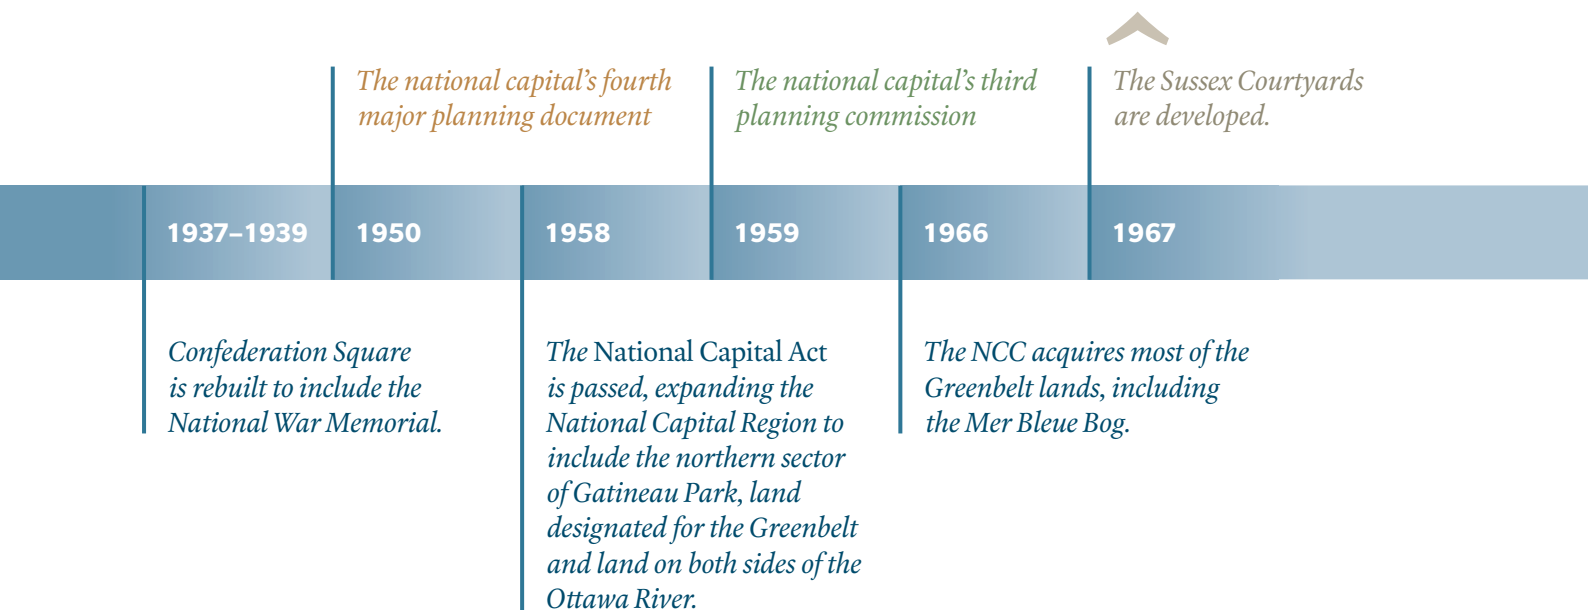 The national capital’s fourth
major planning document
The national capital’s third
planning commission
The Sussex Courtyards
are developed.
1937–1939
1950
1958
1959
1966
1967
Confederation Square
is rebuilt to include the
National War Memorial.
The National Capital Act
is passed, expanding the
National Capital Region to
include the northern sector
of Gatineau Park, land
designated for the Greenbelt
and land on both sides of the
Ottawa River.
The NCC acquires most of the
Greenbelt lands, including
the Mer Bleue Bog.